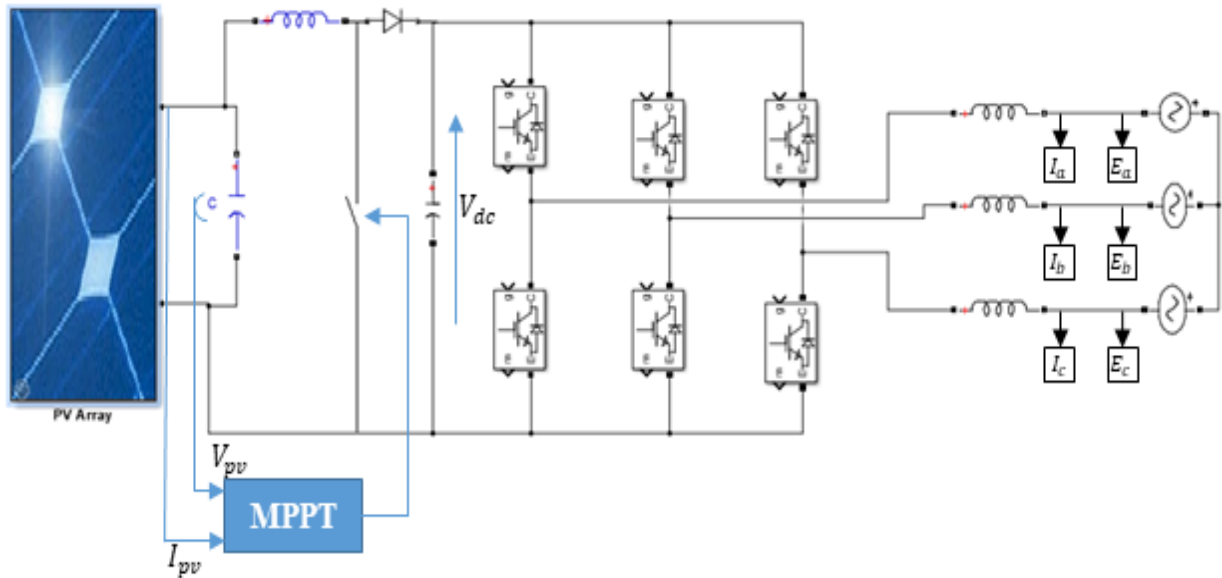 C
V_dc
g C
m E
g C
m E
g C
m E
g C
m E
g C
m E
g C
m E
+
+
+
+
+
+
I_a
E_a
I_b
E_b
I_c
E_c
PV Array
V_pv
MPPT
I_pv